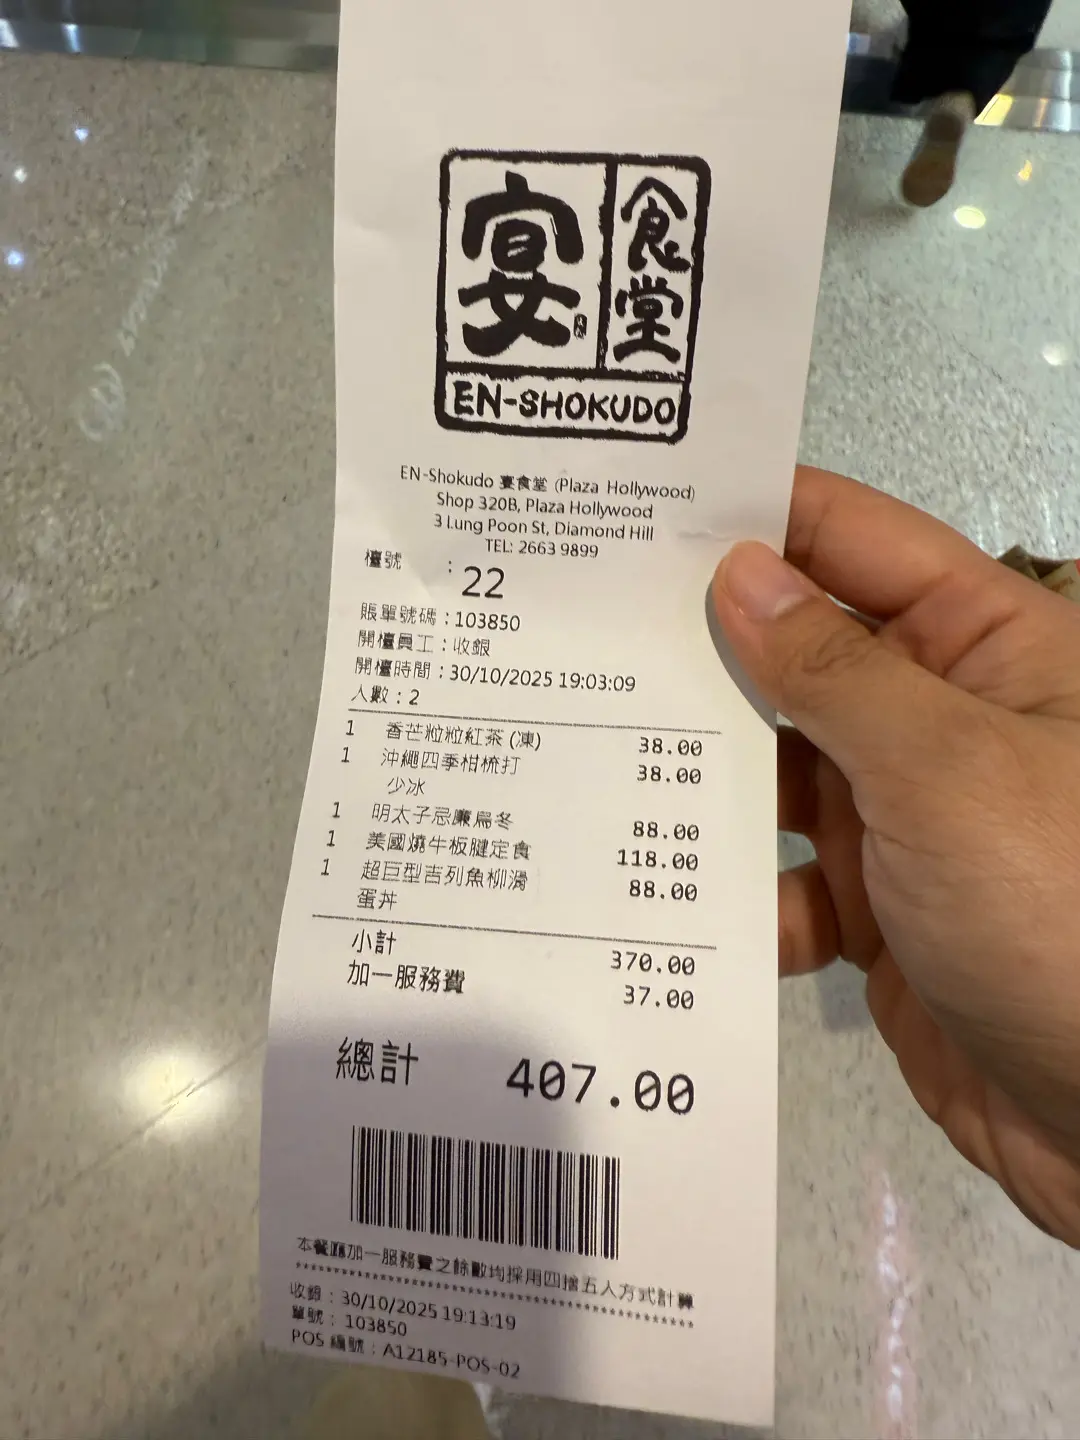 宴
食堂
EN-SHOKUDO
EN-Shokudo 宴食堂 (Plaza Hollywood)
Shop 320B, Plaza Hollywood
3 Lung Poon St, Diamond Hill
TEL: 2663 9899
檯號 : 22
賬單號碼 : 103850
開檯員工 : 收銀
開檯時間 : 30/10/2025 19:03:09
人數 : 2
1 香芒粒粒紅茶 (凍) 38.00
1 沖繩四季柑梳打 38.00
少冰
1 明太子忌廉烏冬 88.00
1 美國燒牛板腱定食 118.00
1 超巨型吉列魚柳滑 88.00
蛋丼
小計 370.00
加一服務費 37.00
總計 407.00
本餐廳加一服務費之餘數均採用四捨五入方式計算
收銀 : 30/10/2025 19:13:19
單號 : 103850
POS 編號 : A12185-POS-02